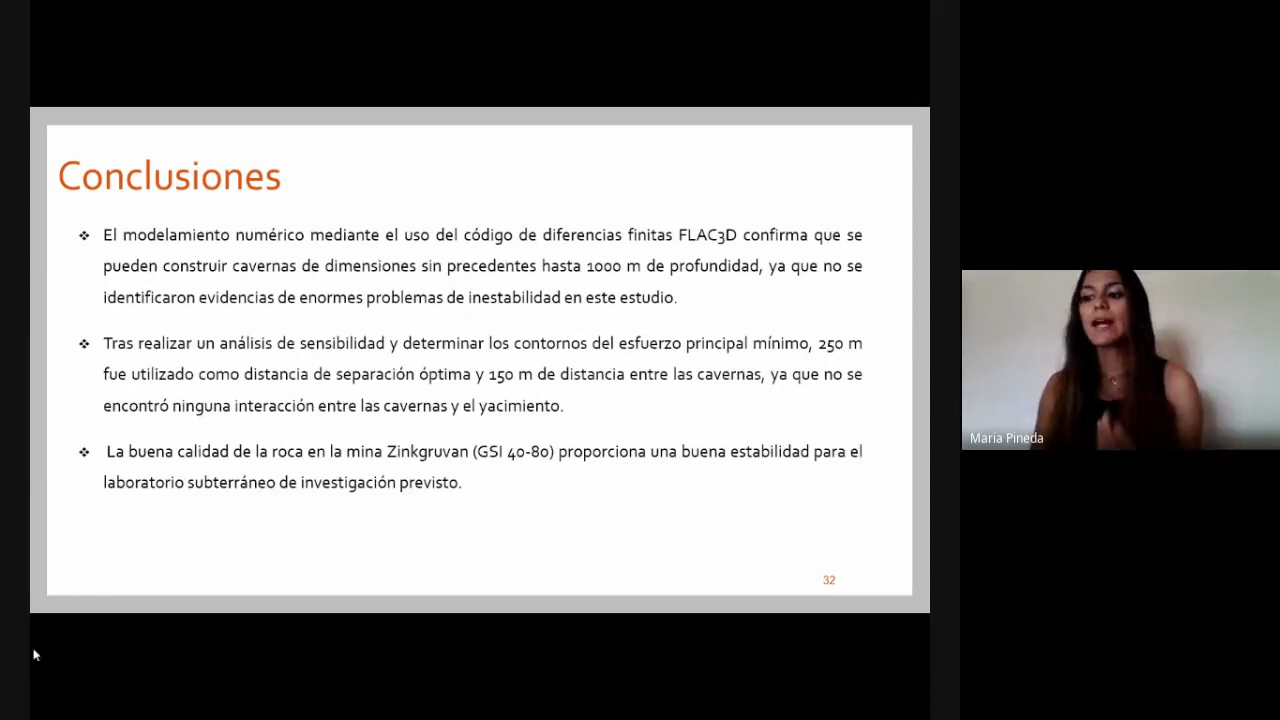 Conclusiones
❖ El modelamiento numérico mediante el uso del código de diferencias finitas FLAC3D confirma que se
pueden construir cavernas de dimensiones sin precedentes hasta 1000 m de profundidad, ya que no se
identificaron evidencias de enormes problemas de inestabilidad en este estudio.
❖ Tras realizar un análisis de sensibilidad y determinar los contornos del esfuerzo principal mínimo, 250 m
fue utilizado como distancia de separación óptima y 150 m de distancia entre las cavernas, ya que no se
encontró ninguna interacción entre las cavernas y el yacimiento.
❖ La buena calidad de la roca en la mina Zinkgruvan (GSI 40-80) proporciona una buena estabilidad para el
laboratorio subterráneo de investigación previsto.
32
Maria Pineda